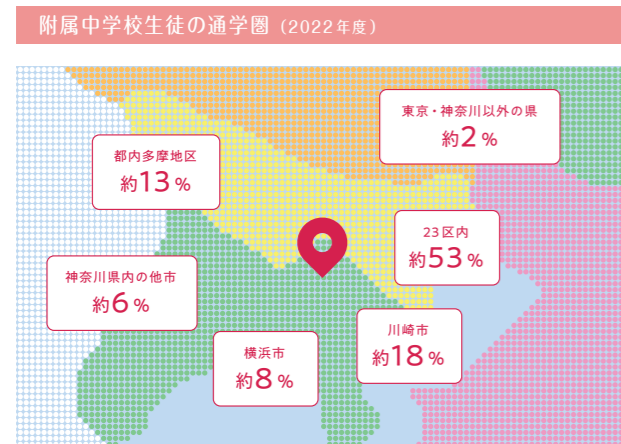 附属中学校生徒の通学圏（2022年度）
東京・神奈川以外の県
約2%
都内多摩地区
約13%
23区内
約53%
神奈川県内の他市
約6%
川崎市
約18%
横浜市
約8%